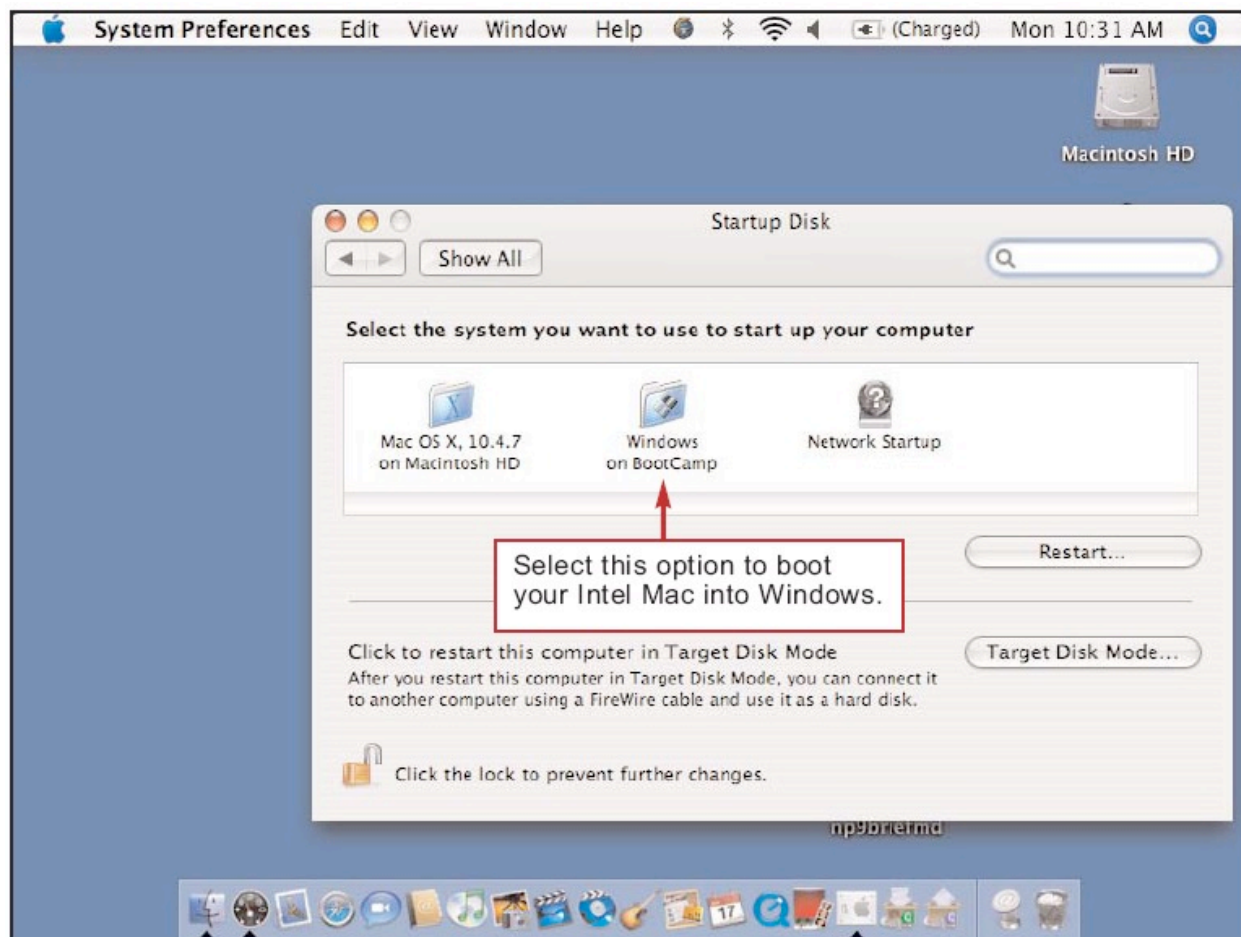 System Preferences Edit View Window Help (Charged) Mon 10:31 AM
Macintosh HD
Startup Disk
Show All
Select the system you want to use to start up your computer
Mac OS X, 10.4.7
on Macintosh HD
Windows
on BootCamp
Network Startup
Select this option to boot
your Intel Mac into Windows.
Restart...
Click to restart this computer in Target Disk Mode
After you restart this computer in Target Disk Mode, you can connect it
to another computer using a FireWire cable and use it as a hard disk.
Target Disk Mode...
Click the lock to prevent further changes.
np9briefmd
17